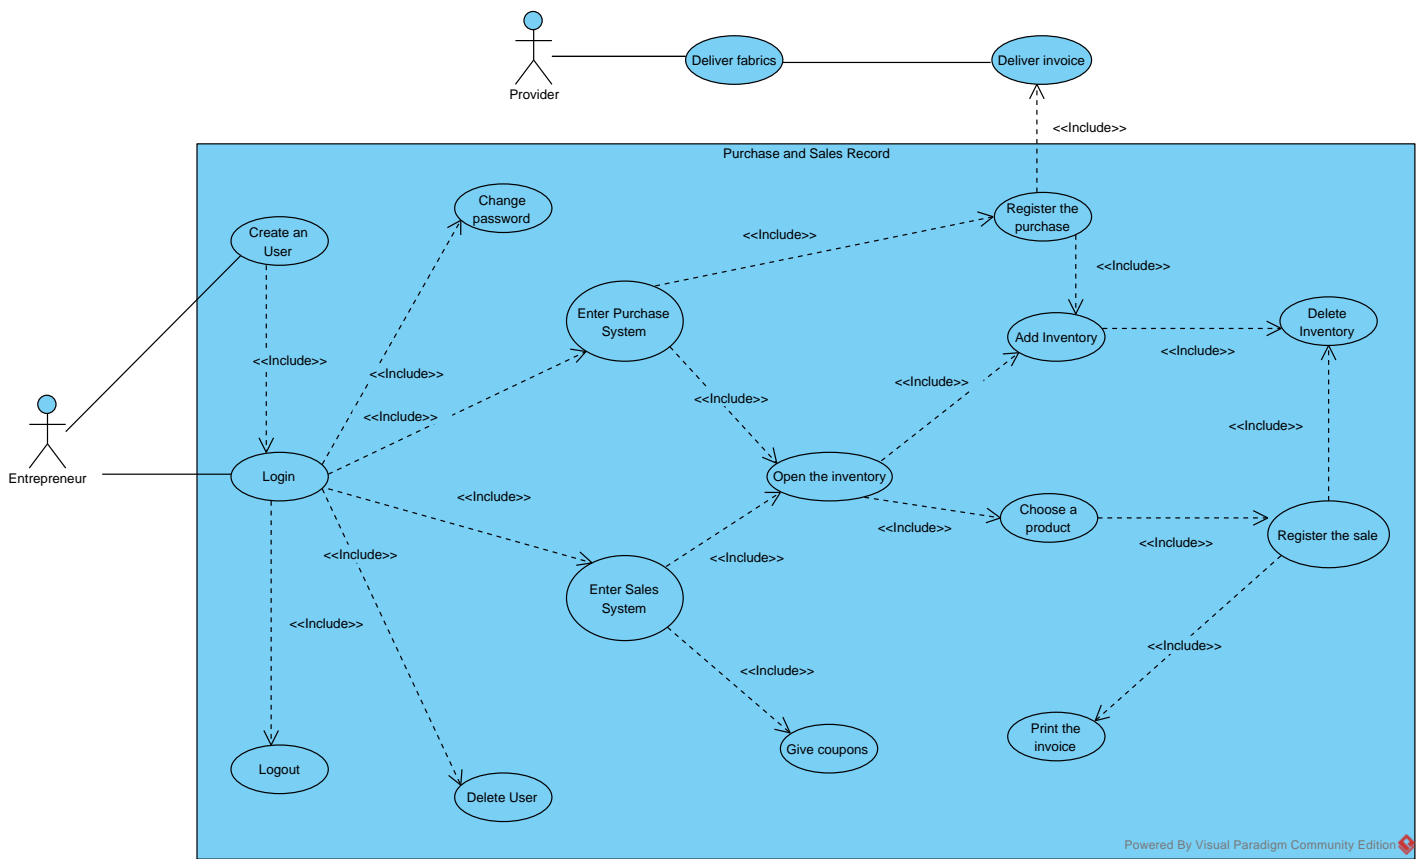 Deliver fabrics
Deliver invoice
Provider
<<Include>>
Purchase and Sales Record
Change
password
Register the
purchase
Create an
User
<<Include>>
<<Include>>
Enter Purchase
System
Delete
Inventory
Add Inventory
<<Include>>
<<Include>>
<<Include>>
<<Include>>
<<Include>>
<<Include>>
<<Include>>
Entrepreneur
Login
Open the inventory
<<Include>>
Choose a
product
<<Include>>
Register the sale
<<Include>>
<<Include>>
<<Include>>
Enter Sales
System
<<Include>>
<<Include>>
<<Include>>
Print the
invoice
Give coupons
Logout
Delete User
Powered By Visual Paradigm Community Edition